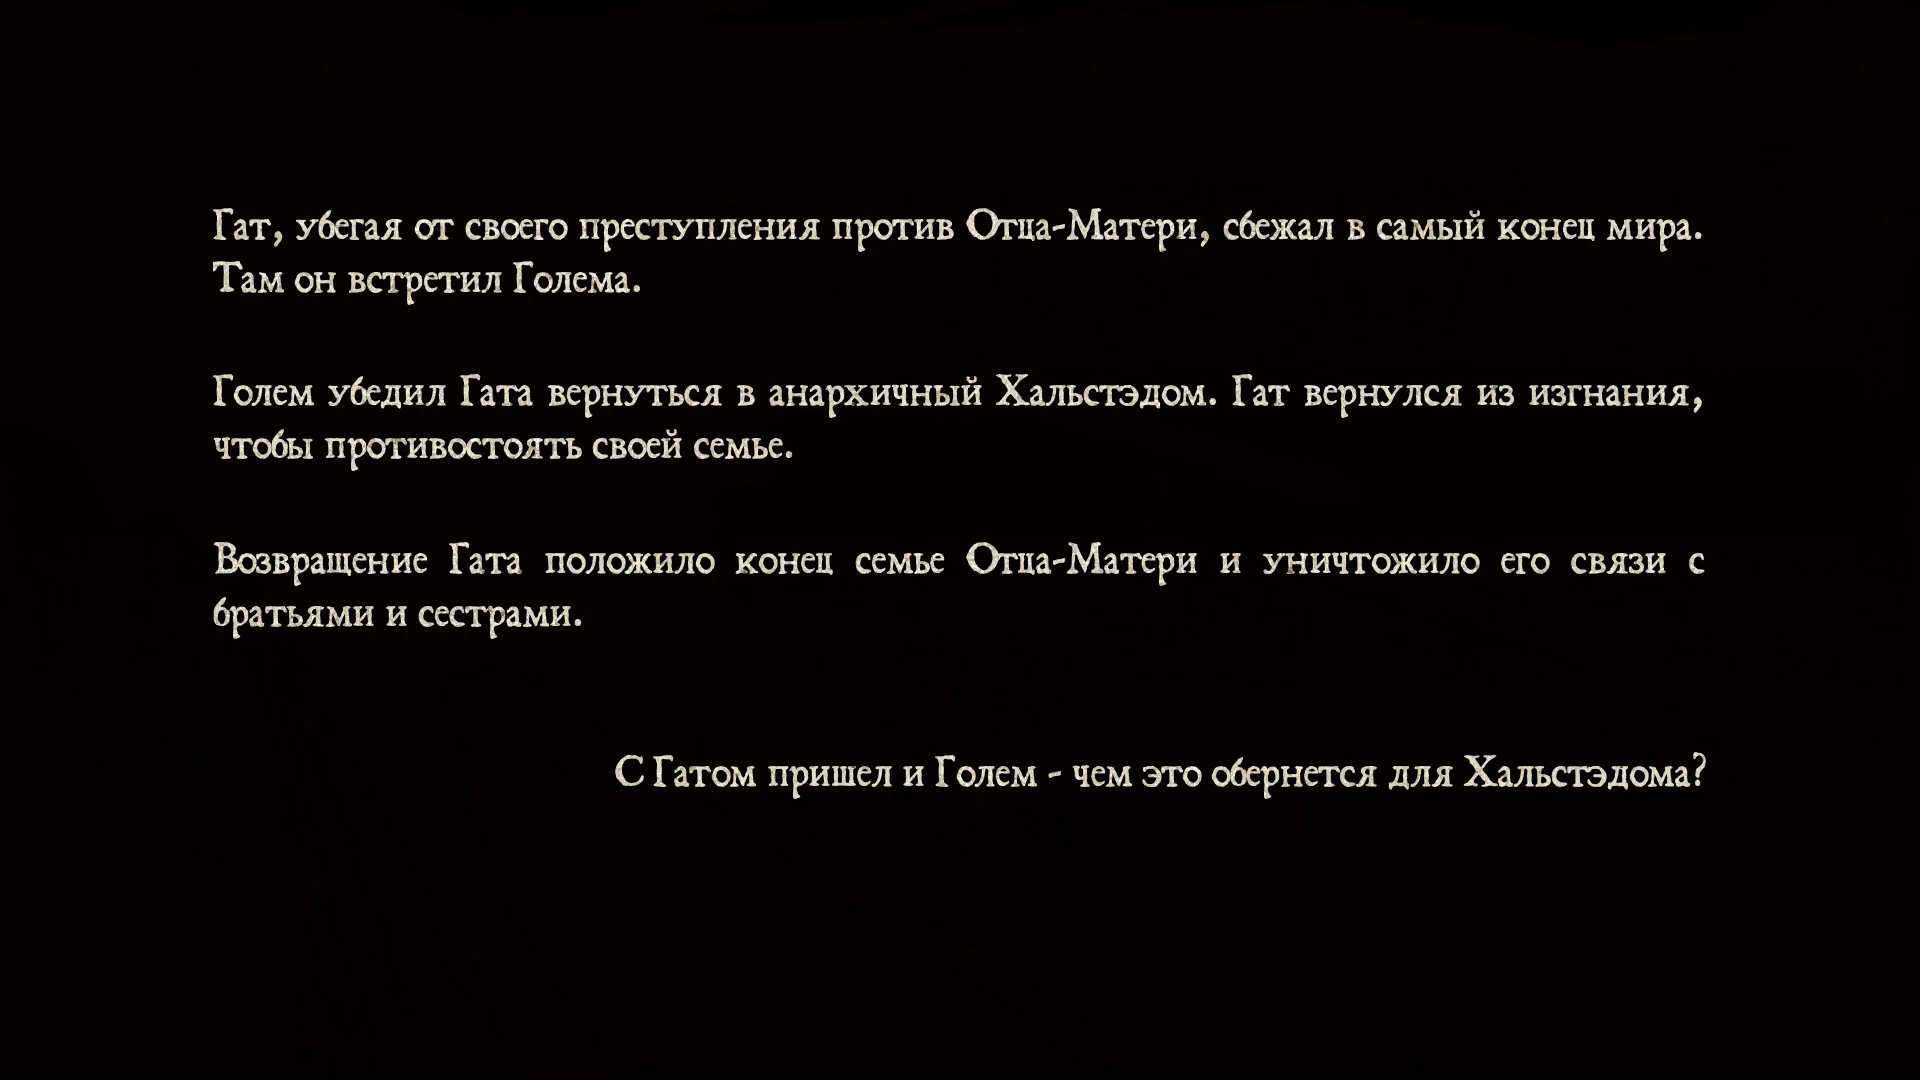 Гат, убегая от своего преступления против Отца-Матери, сбежал в самый конец мира.
Там он встретил Голема.
Голем убедил Гата вернуться в анархичный Хальстэдом. Гат вернулся из изгнания,
чтобы противостоять своей семье.
Возвращение Гата положило конец семье Отца-Матери и уничтожило его связи с
братьями и сестрами.
С Гатом пришел и Голем - чем это обернется для Хальстэдома?